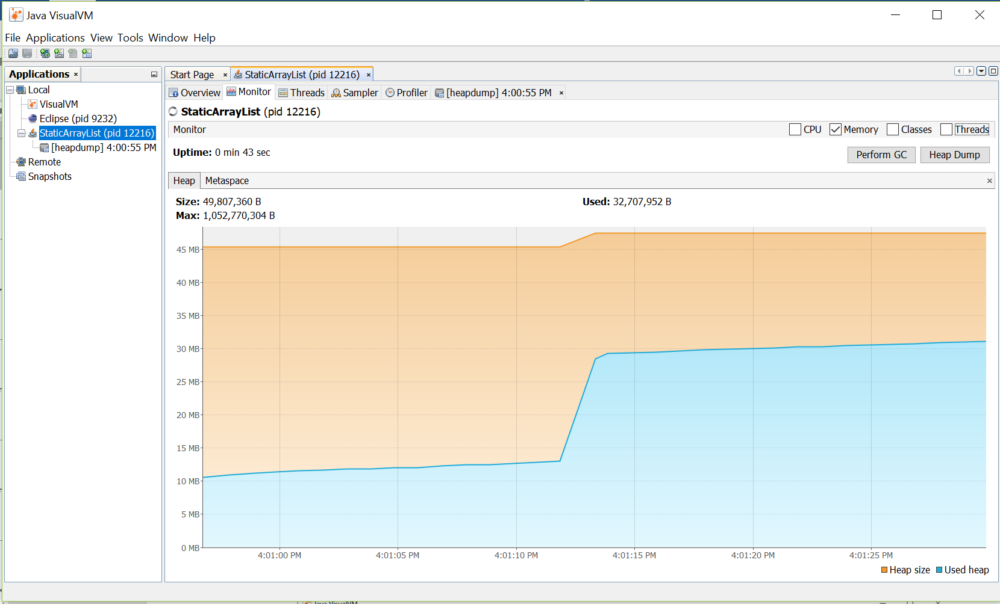 Java VisualVM
File Applications View Tools Window Help
Applications
Local
VisualVM
Eclipse (pid 9232)
StaticArrayList (pid 12216)
[heapdump] 4:00:55 PM
Remote
Snapshots
Start Page
StaticArrayList (pid 12216)
Overview Monitor Threads Sampler Profiler [heapdump] 4:00:55 PM
StaticArrayList (pid 12216)
Monitor
CPU Memory Classes Threads
Uptime: 0 min 43 sec
Perform GC Heap Dump
Heap Metaspace
Size: 49,807,360 B
Used: 32,707,952 B
Max: 1,052,770,304 B
45 MB
40 MB
35 MB
30 MB
25 MB
20 MB
15 MB
10 MB
5 MB
0 MB
4:01:00 PM 4:01:05 PM 4:01:10 PM 4:01:15 PM 4:01:20 PM 4:01:25 PM
Heap size Used heap
Java VisualVM